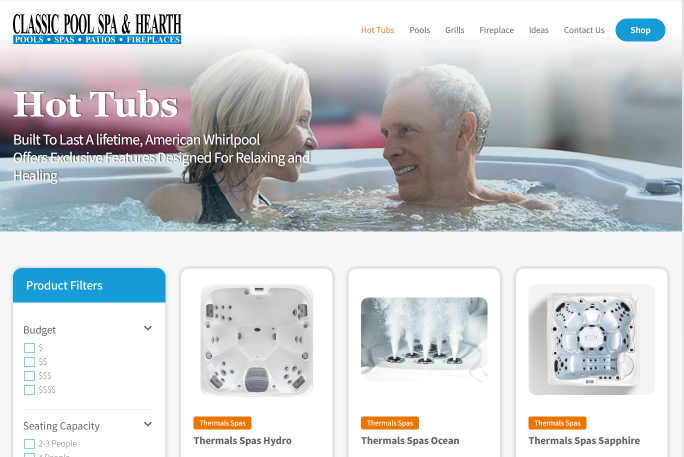 CLASSIC POOL SPA & HEARTH
POOLS • SPAS • PATIOS • FIREPLACES
Hot Tubs
Pools
Grills
Fireplace
Ideas
Contact Us
Shop
Hot Tubs
Built To Last A lifetime, American Whirlpool
Offers Exclusive Features Designed For Relaxing and
Healing
Product Filters
Budget
$
$$
$$$
$$$$
Seating Capacity
2-3 People
4 People
Thermals Spas
Thermals Spas Hydro
Thermals Spas
Thermals Spas Ocean
Thermals Spas
Thermals Spas Sapphire